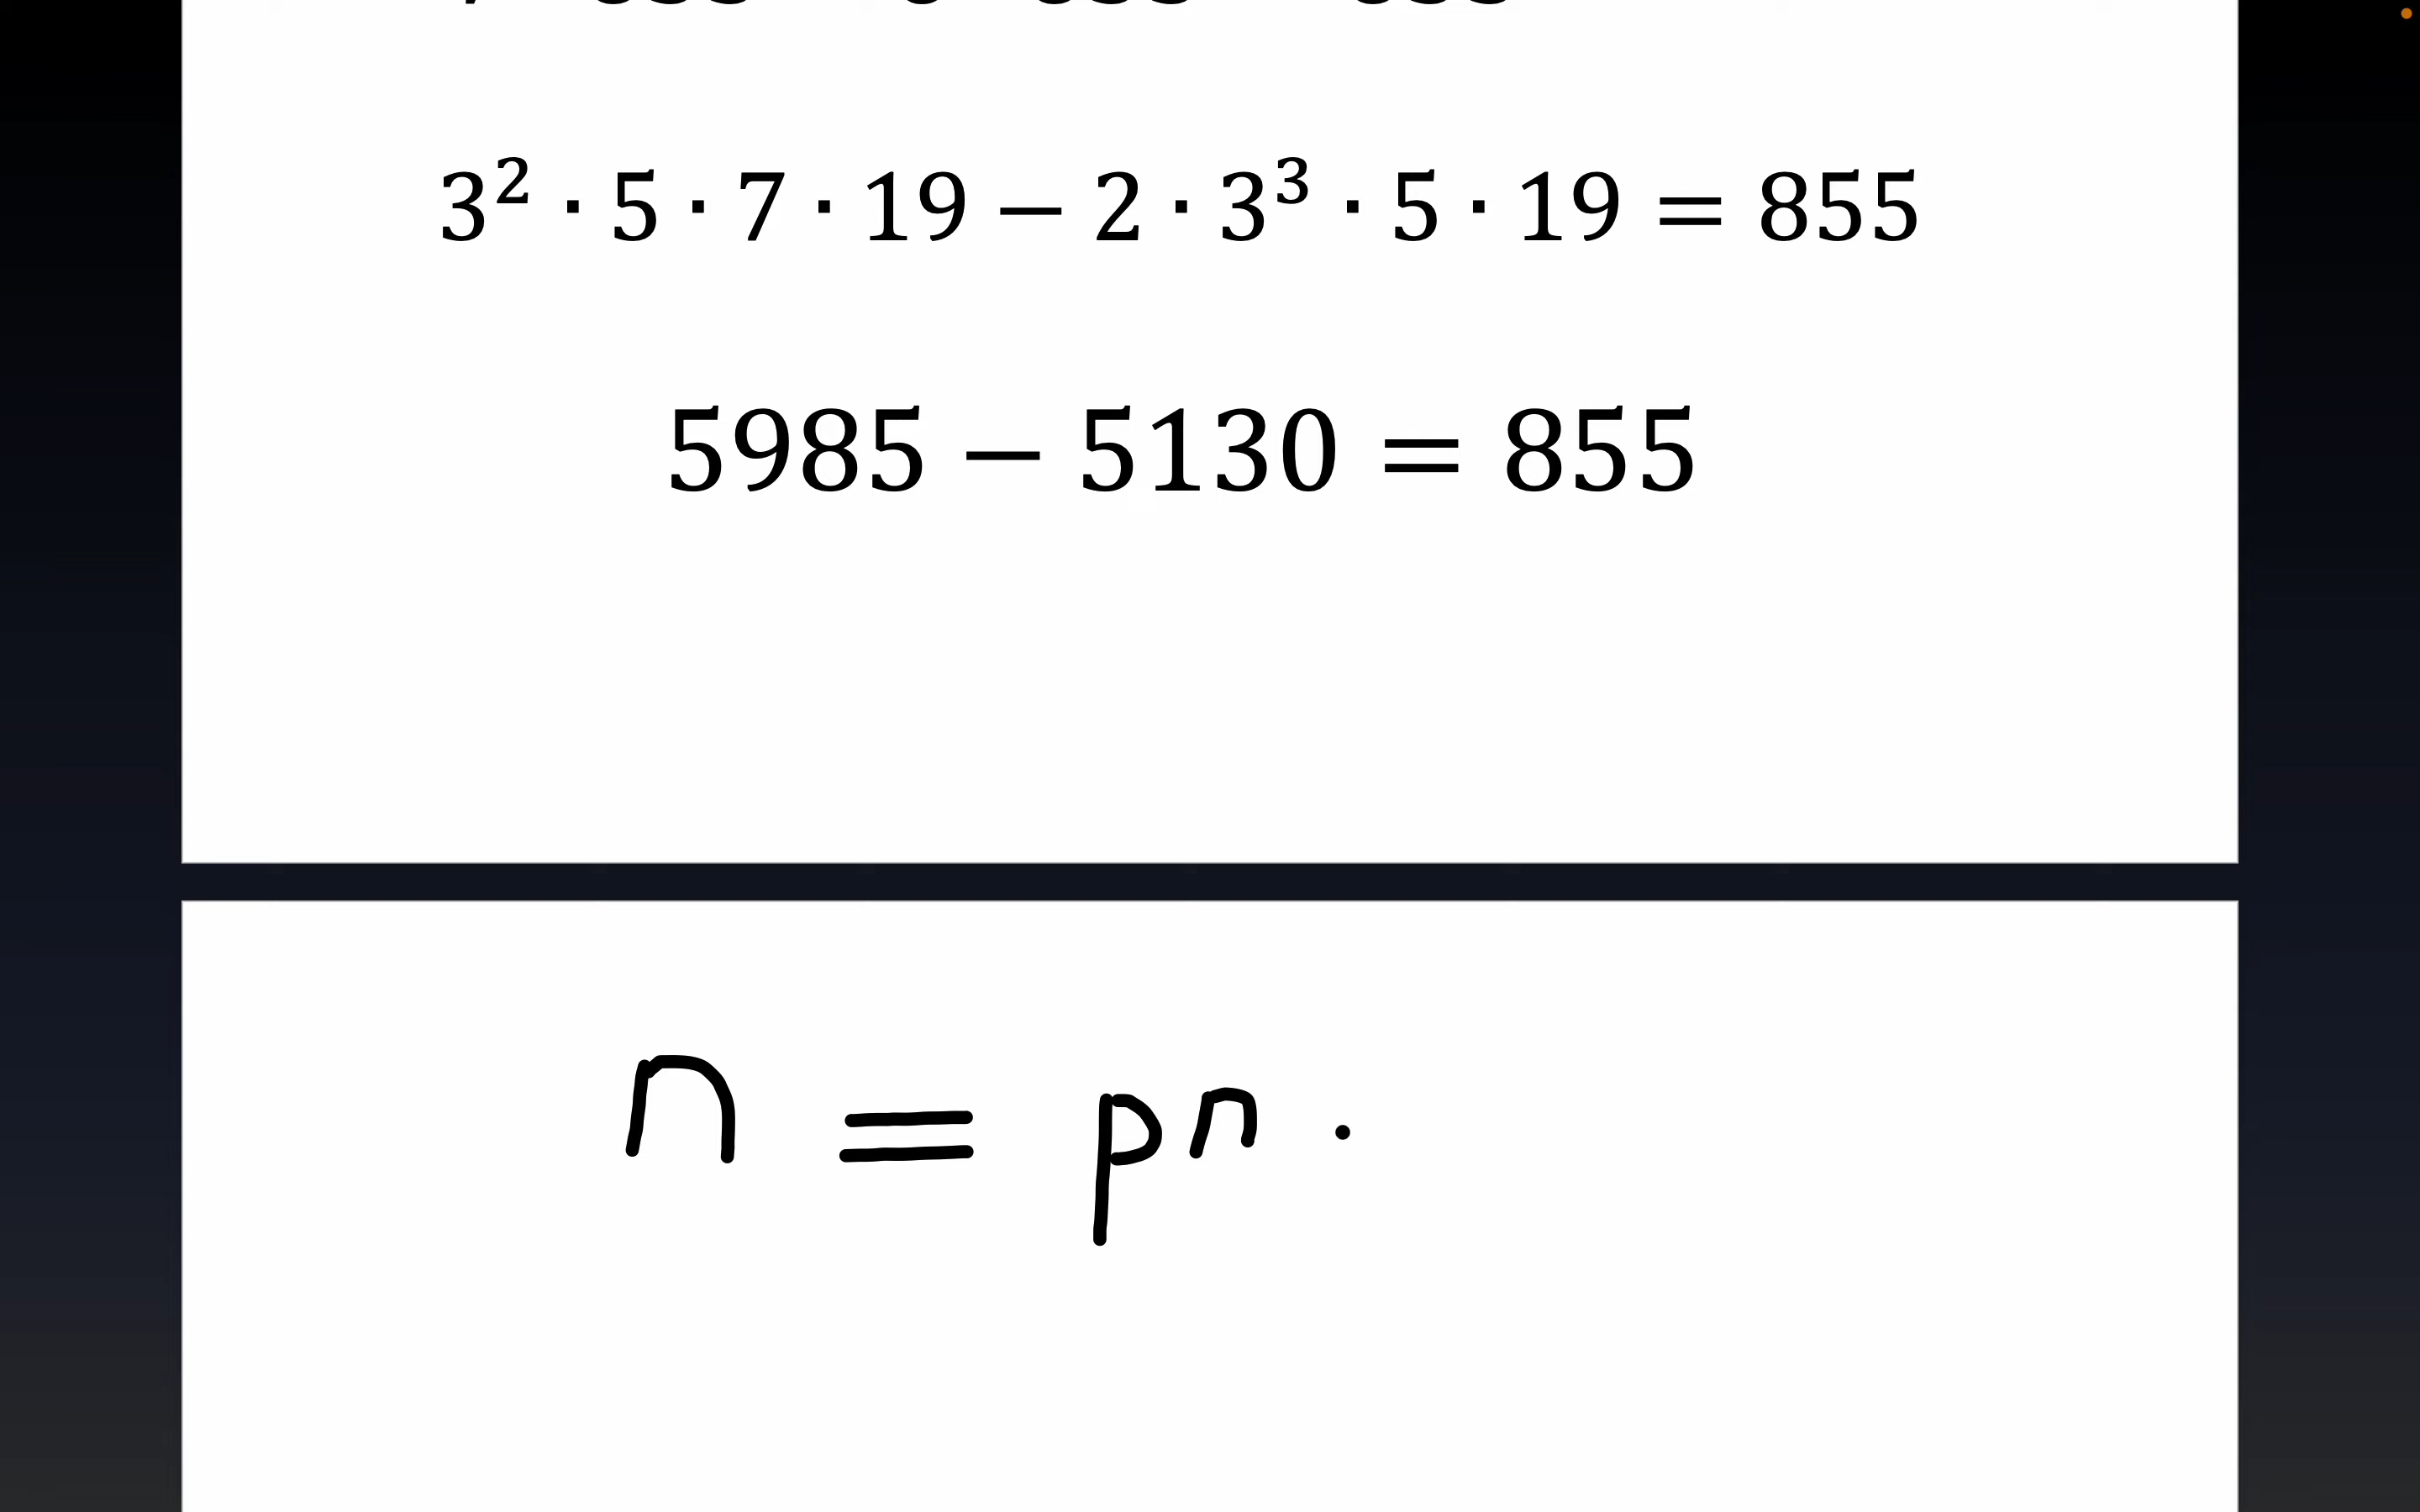 3² · 5 · 7 · 19 − 2 · 3³ · 5 · 19 = 855
5985 − 5130 = 855
n = pⁿ ·